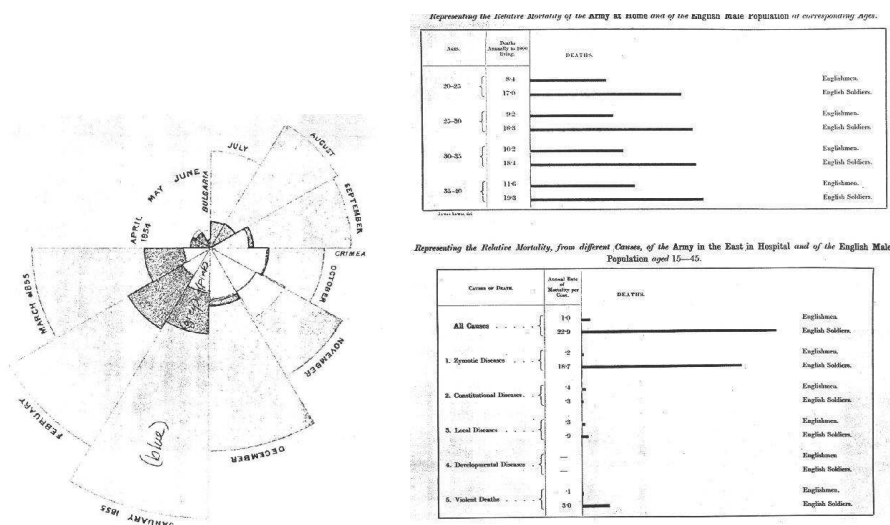 Representing the Relative Mortality of the Army at Home and of the English Male Population at corresponding Ages.
AGES.
Deaths
Annually to 1000
living.
DEATHS.
20–25
8·4
Englishmen.
17·0
English Soldiers.
25–30
9·2
Englishmen.
18·3
English Soldiers.
30–35
10·2
Englishmen.
18·4
English Soldiers.
35–40
11·6
Englishmen.
19·3
English Soldiers.
Representing the Relative Mortality, from different Causes, of the Army in the East in Hospital and of the English Male
Population aged 15—45.
CAUSES OF DEATH.
Annual Rate
of
Mortality per
Cent.
DEATHS.
All Causes
1·0
Englishmen.
22·9
English Soldiers.
1. Zymotic Diseases
·2
Englishmen.
18·7
English Soldiers.
2. Constitutional Diseases
·4
Englishmen.
·3
English Soldiers.
3. Local Diseases
·3
Englishmen.
·9
English Soldiers.
4. Developmental Diseases
—
Englishmen
—
English Soldiers.
5. Violent Deaths
·1
Englishmen.
3·0
English Soldiers.
APRIL
1854
MAY
JUNE
BULGARIA
JULY
AUGUST
SEPTEMBER
CRIMEA
OCTOBER
NOVEMBER
DECEMBER
JANUARY 1855
FEBRUARY
MARCH 1855
(blue)